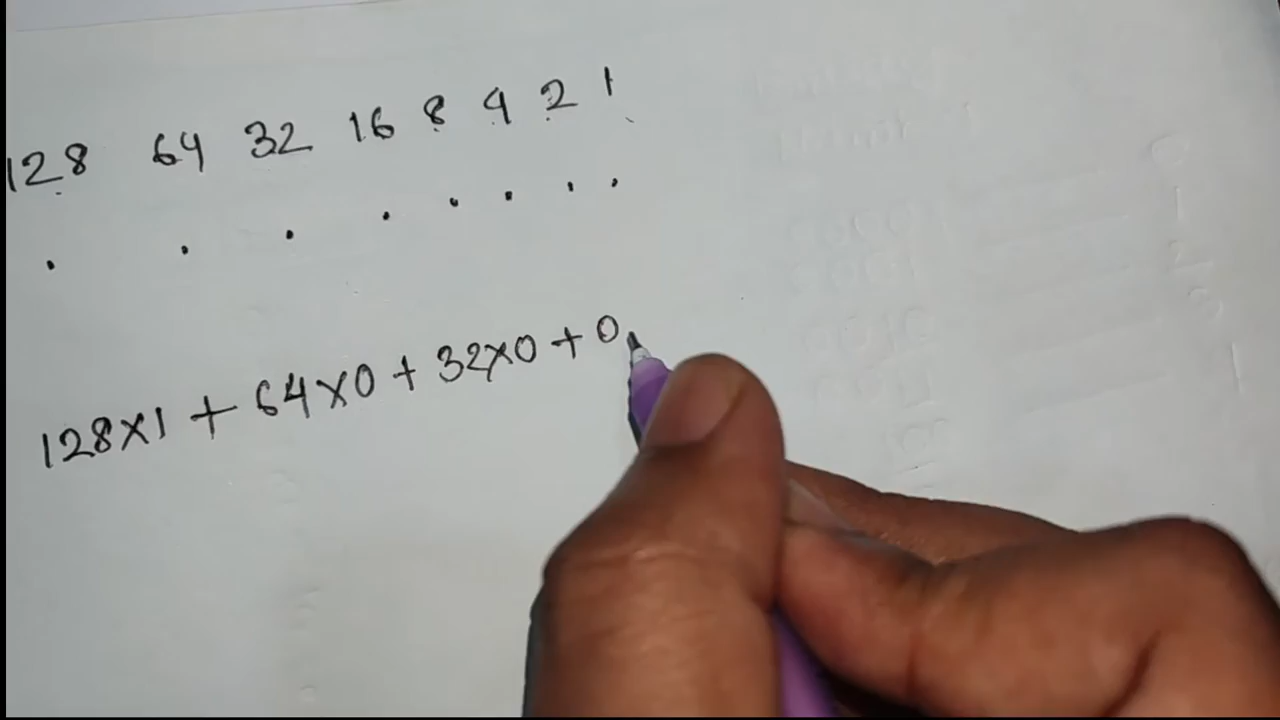 128 64 32 16 8 4 2 1
128×1 + 64×0 + 32×0 + 0